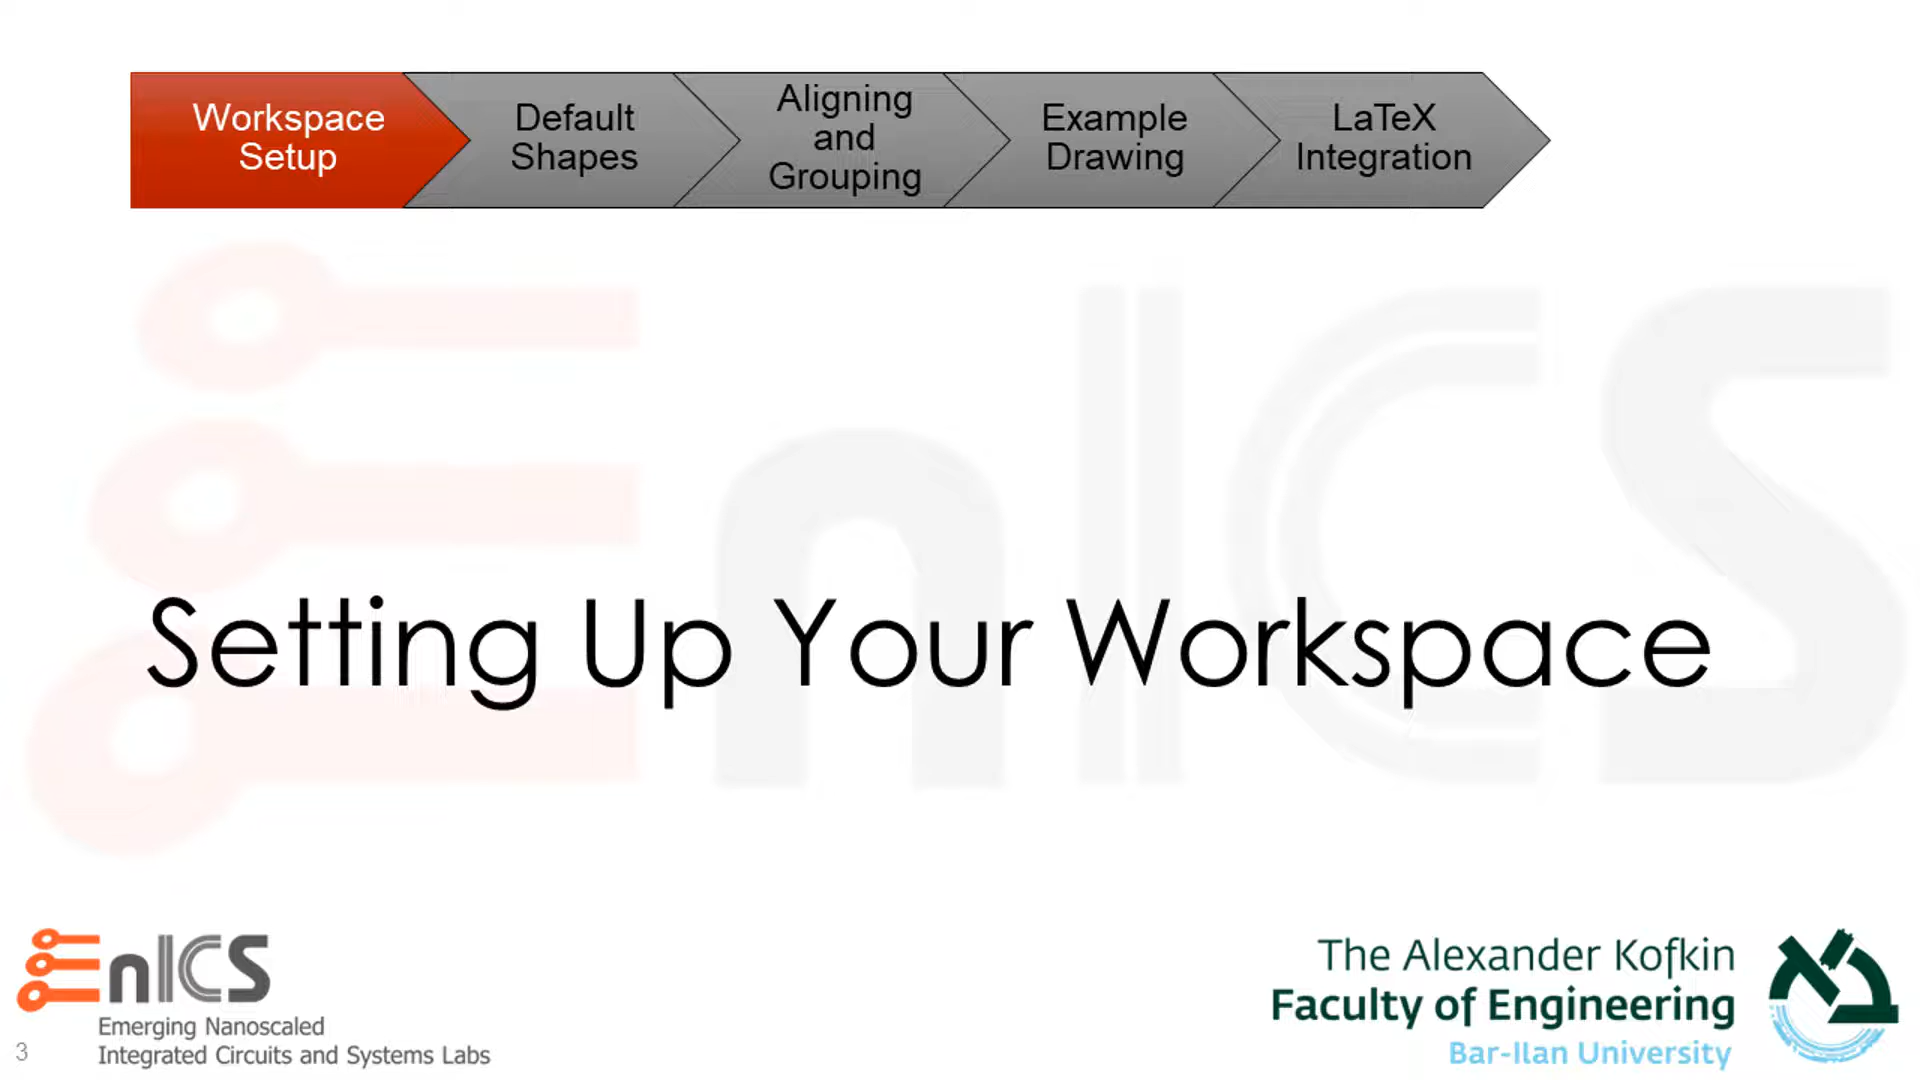 Workspace
Setup
Default
Shapes
Aligning
and
Grouping
Example
Drawing
LaTeX
Integration
Setting Up Your Workspace
EnICS
Emerging Nanoscaled
Integrated Circuits and Systems Labs
3
The Alexander Kofkin
Faculty of Engineering
Bar-Ilan University